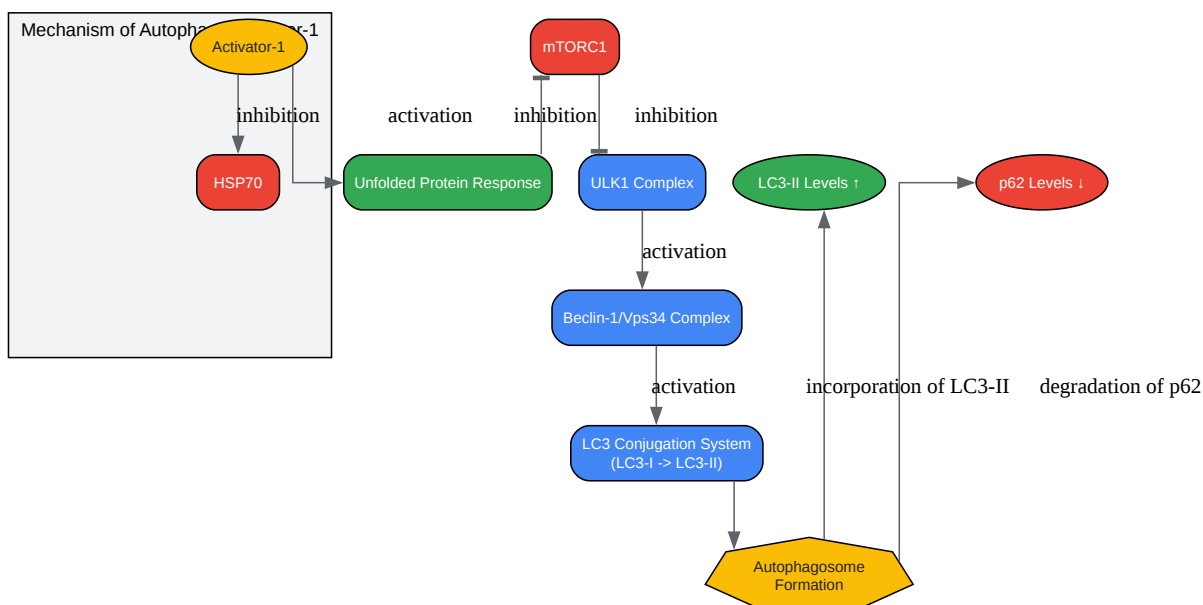 Mechanism of Autophagy
r-1
Activator-1
mTORC1
inhibition
activation
inhibition
inhibition
HSP70
Unfolded Protein Response
ULK1 Complex
LC3-II Levels ↑
p62 Levels ↓
activation
Beclin-1/Vps34 Complex
activation
incorporation of LC3-II
degradation of p62
LC3 Conjugation System
(LC3-I -> LC3-II)
Autophagosome
Formation